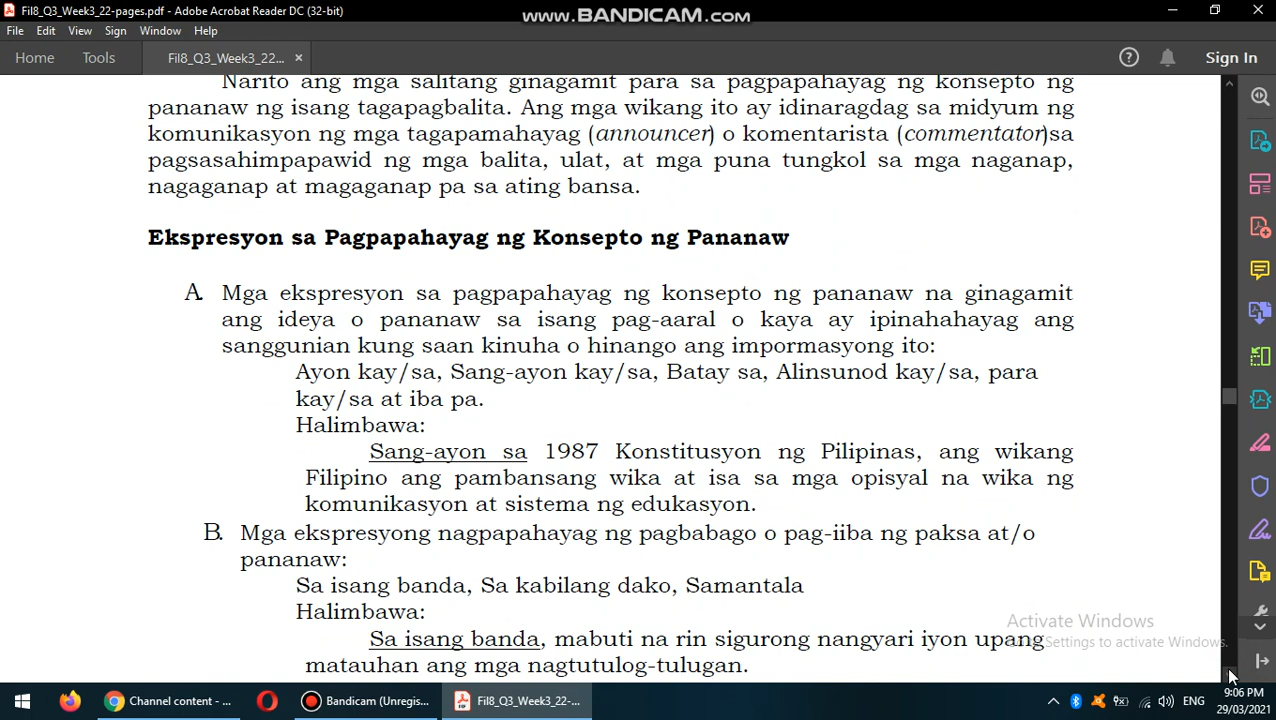 Fil8_Q3_Week3_22-pages.pdf - Adobe Acrobat Reader DC (32-bit)
www.BANDICAM.com
File Edit View Sign Window Help
Home Tools Fil8_Q3_Week3_22... × Sign In
Narito ang mga salitang ginagamit para sa pagpapahayag ng konsepto ng
pananaw ng isang tagapagbalita. Ang mga wikang ito ay idinaragdag sa midyum ng
komunikasyon ng mga tagapamahayag (announcer) o komentarista (commentator)sa
pagsasahimpapawid ng mga balita, ulat, at mga puna tungkol sa mga naganap,
nagaganap at magaganap pa sa ating bansa.
Ekspresyon sa Pagpapahayag ng Konsepto ng Pananaw
A. Mga ekspresyon sa pagpapahayag ng konsepto ng pananaw na ginagamit
ang ideya o pananaw sa isang pag-aaral o kaya ay ipinahahayag ang
sanggunian kung saan kinuha o hinango ang impormasyong ito:
Ayon kay/sa, Sang-ayon kay/sa, Batay sa, Alinsunod kay/sa, para
kay/sa at iba pa.
Halimbawa:
Sang-ayon sa 1987 Konstitusyon ng Pilipinas, ang wikang
Filipino ang pambansang wika at isa sa mga opisyal na wika ng
komunikasyon at sistema ng edukasyon.
B. Mga ekspresyong nagpapahayag ng pagbabago o pag-iiba ng paksa at/o
pananaw:
Sa isang banda, Sa kabilang dako, Samantala
Halimbawa:
Sa isang banda, mabuti na rin sigurong nangyari iyon upang
matauhan ang mga nagtutulog-tulugan.
Activate Windows
Settings to activate Windows.
Channel content - ... Bandicam (Unregis... Fil8_Q3_Week3_22-... ENG 9:06 PM
29/03/2021